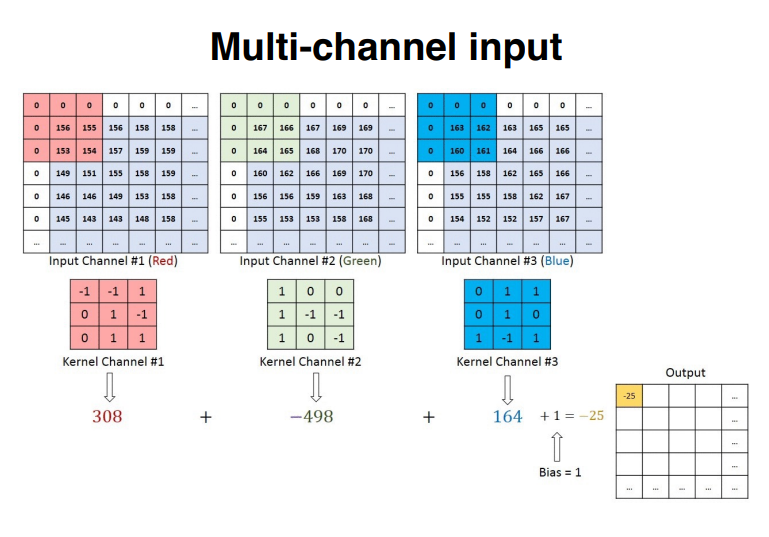 Multi-channel input
0 0 0 0 0 0 ...
0 156 155 156 158 158 ...
0 153 154 157 159 159 ...
0 149 151 155 158 159 ...
0 146 146 149 153 158 ...
0 145 143 143 148 158 ...
... ... ... ... ... ... ...
Input Channel #1 (Red)
0 0 0 0 0 0 ...
0 167 166 167 169 169 ...
0 164 165 168 170 170 ...
0 160 162 166 169 170 ...
0 156 156 159 163 168 ...
0 155 153 153 158 168 ...
... ... ... ... ... ... ...
Input Channel #2 (Green)
0 0 0 0 0 0 ...
0 163 162 163 165 165 ...
0 160 161 164 166 166 ...
0 156 158 162 165 166 ...
0 155 155 158 162 167 ...
0 154 152 152 157 167 ...
... ... ... ... ... ... ...
Input Channel #3 (Blue)
-1 -1 1
0 1 -1
0 1 1
Kernel Channel #1
1 0 0
1 -1 -1
1 0 -1
Kernel Channel #2
0 1 1
0 1 0
1 -1 1
Kernel Channel #3
308 + −498 + 164 + 1 = −25
Bias = 1
Output
-25 ...
...
...
...
... ... ... ... ...